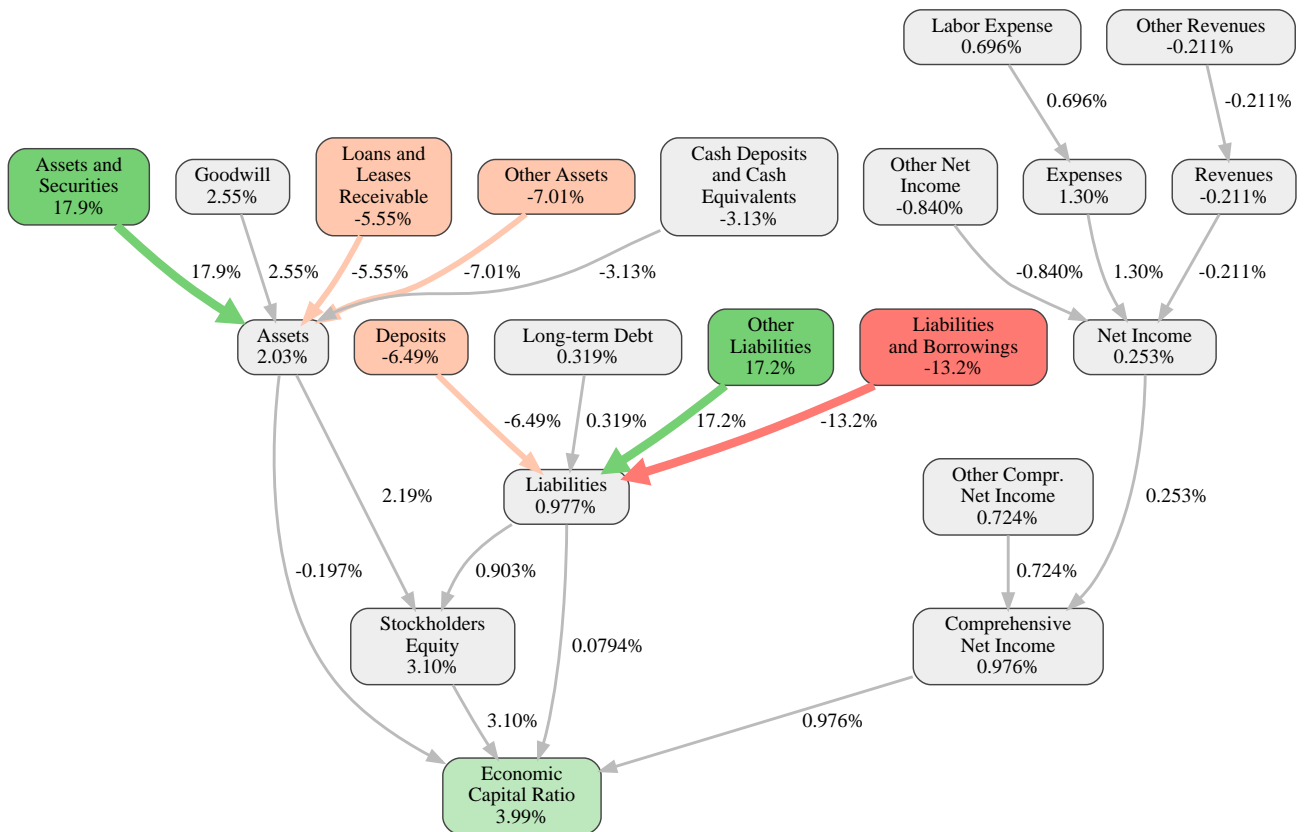 Labor Expense
0.696%
Other Revenues
-0.211%
0.696%
-0.211%
Assets and
Securities
17.9%
Goodwill
2.55%
Loans and
Leases
Receivable
-5.55%
Other Assets
-7.01%
Cash Deposits
and Cash
Equivalents
-3.13%
Other Net
Income
-0.840%
Expenses
1.30%
Revenues
-0.211%
17.9%
2.55%
-5.55%
-7.01%
-3.13%
-0.840%
1.30%
-0.211%
Assets
2.03%
Deposits
-6.49%
Long-term Debt
0.319%
Other
Liabilities
17.2%
Liabilities
and Borrowings
-13.2%
Net Income
0.253%
-6.49%
0.319%
17.2%
-13.2%
2.19%
Liabilities
0.977%
Other Compr.
Net Income
0.724%
0.253%
-0.197%
0.903%
0.724%
Stockholders
Equity
3.10%
0.0794%
Comprehensive
Net Income
0.976%
3.10%
0.976%
Economic
Capital Ratio
3.99%